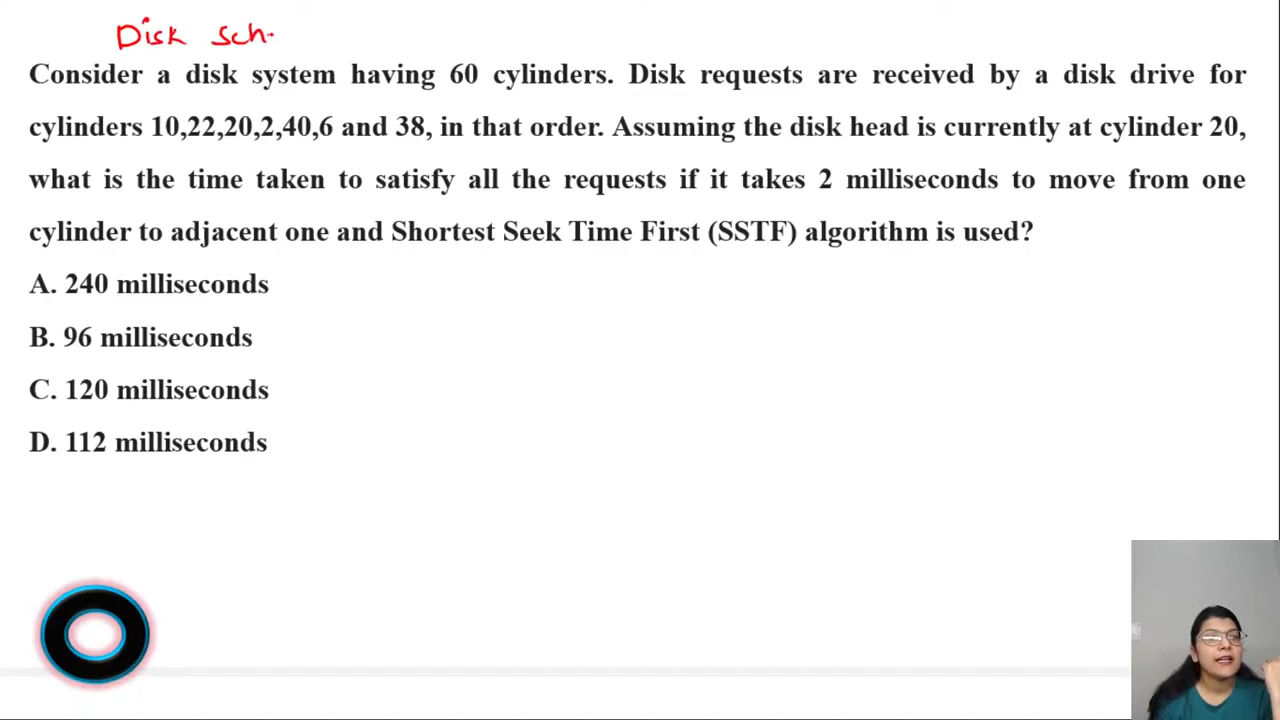 Disk Sch.
Consider a disk system having 60 cylinders. Disk requests are received by a disk drive for
cylinders 10,22,20,2,40,6 and 38, in that order. Assuming the disk head is currently at cylinder 20,
what is the time taken to satisfy all the requests if it takes 2 milliseconds to move from one
cylinder to adjacent one and Shortest Seek Time First (SSTF) algorithm is used?
A. 240 milliseconds
B. 96 milliseconds
C. 120 milliseconds
D. 112 milliseconds